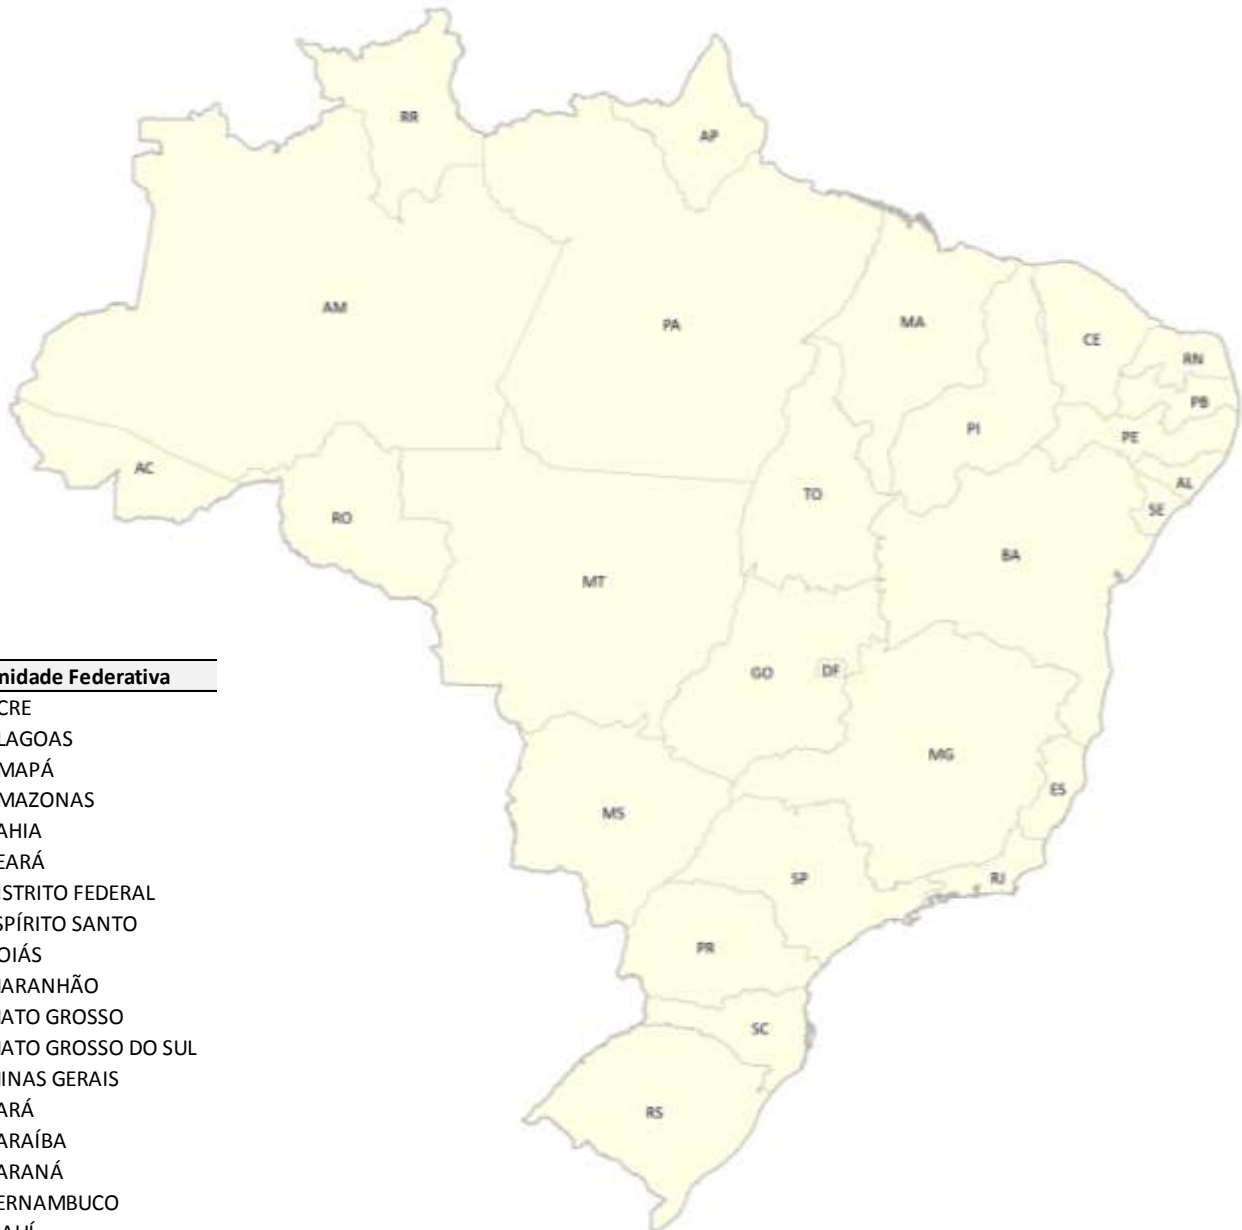 RR
AP
AM
PA
MA
CE
RN
PB
PI
PE
AC
AL
TO
SE
RO
BA
MT
GO
DF
MG
ES
MS
SP
RJ
PR
SC
RS
nidade Federativa
CRE
LAGOAS
MAPÁ
MAZONAS
AHIA
EARÁ
ISTRITO FEDERAL
SPÍRITO SANTO
OIÁS
ARANHÃO
ATO GROSSO
ATO GROSSO DO SUL
INAS GERAIS
ARÁ
ARAÍBA
ARANÁ
ERNAMBUCO